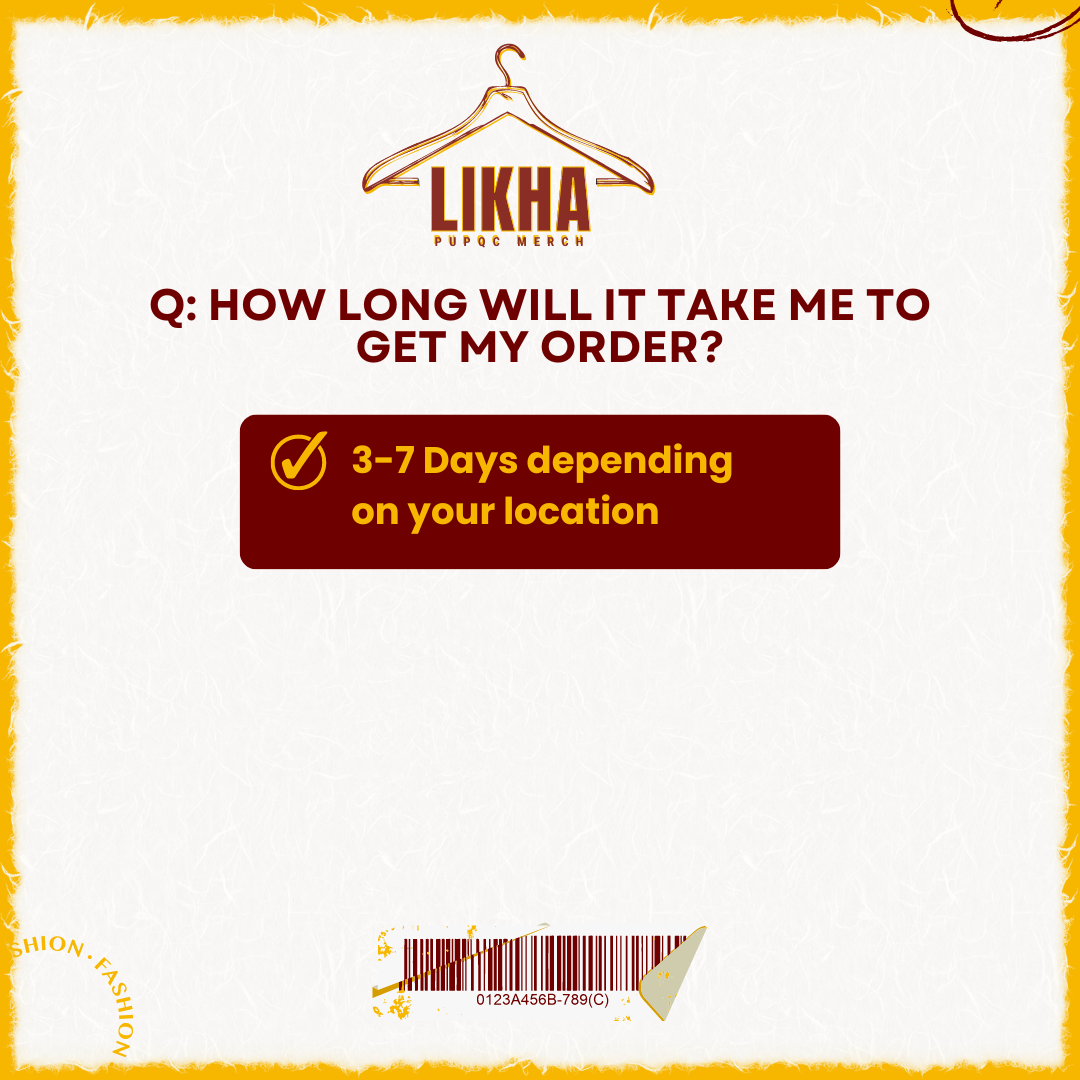 LIKHA
PUPQC MERCH
Q: HOW LONG WILL IT TAKE ME TO
GET MY ORDER?
3-7 Days depending
on your location
SHION · FASHION
0123A456B-789(C)